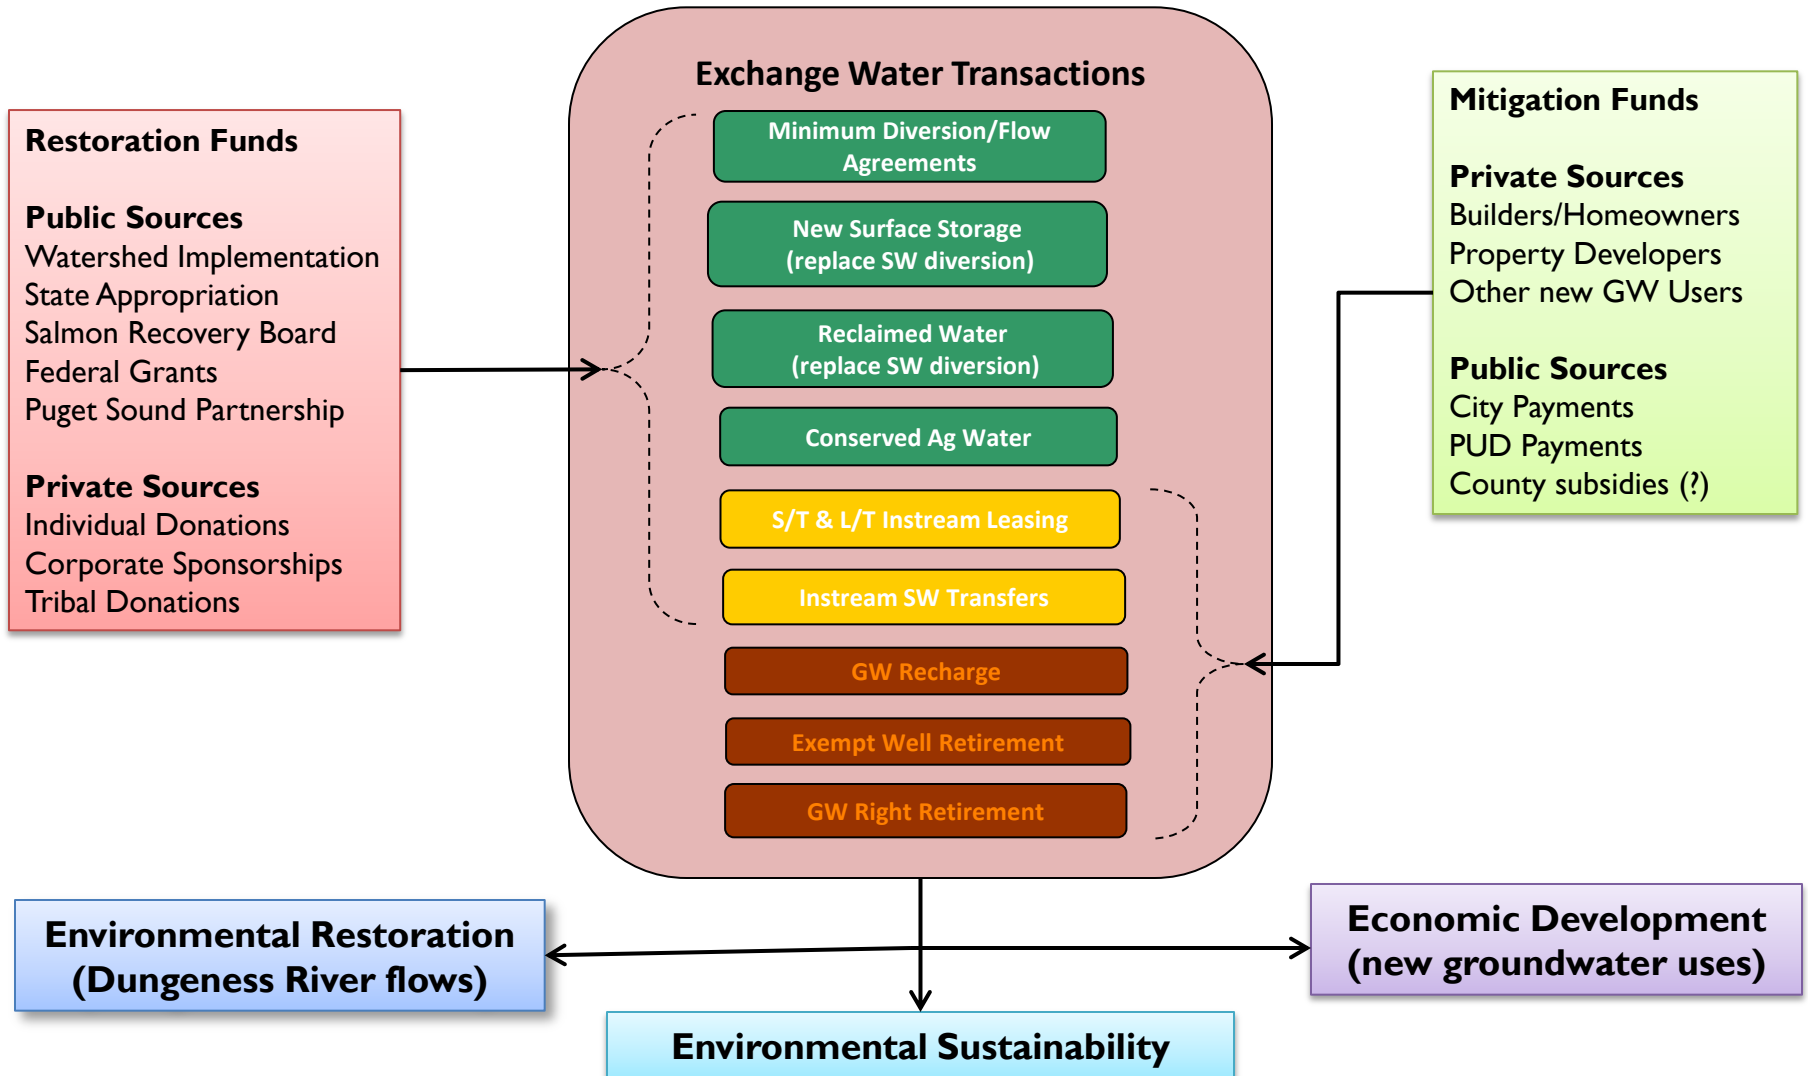 Restoration Funds
Public Sources
Watershed Implementation
State Appropriation
Salmon Recovery Board
Federal Grants
Puget Sound Partnership
Private Sources
Individual Donations
Corporate Sponsorships
Tribal Donations
Exchange Water Transactions
Minimum Diversion/Flow
Agreements
New Surface Storage
(replace SW diversion)
Reclaimed Water
(replace SW diversion)
Conserved Ag Water
S/T & L/T Instream Leasing
Instream SW Transfers
GW Recharge
Exempt Well Retirement
GW Right Retirement
Mitigation Funds
Private Sources
Builders/Homeowners
Property Developers
Other new GW Users
Public Sources
City Payments
PUD Payments
County subsidies (?)
Environmental Restoration
(Dungeness River flows)
Economic Development
(new groundwater uses)
Environmental Sustainability